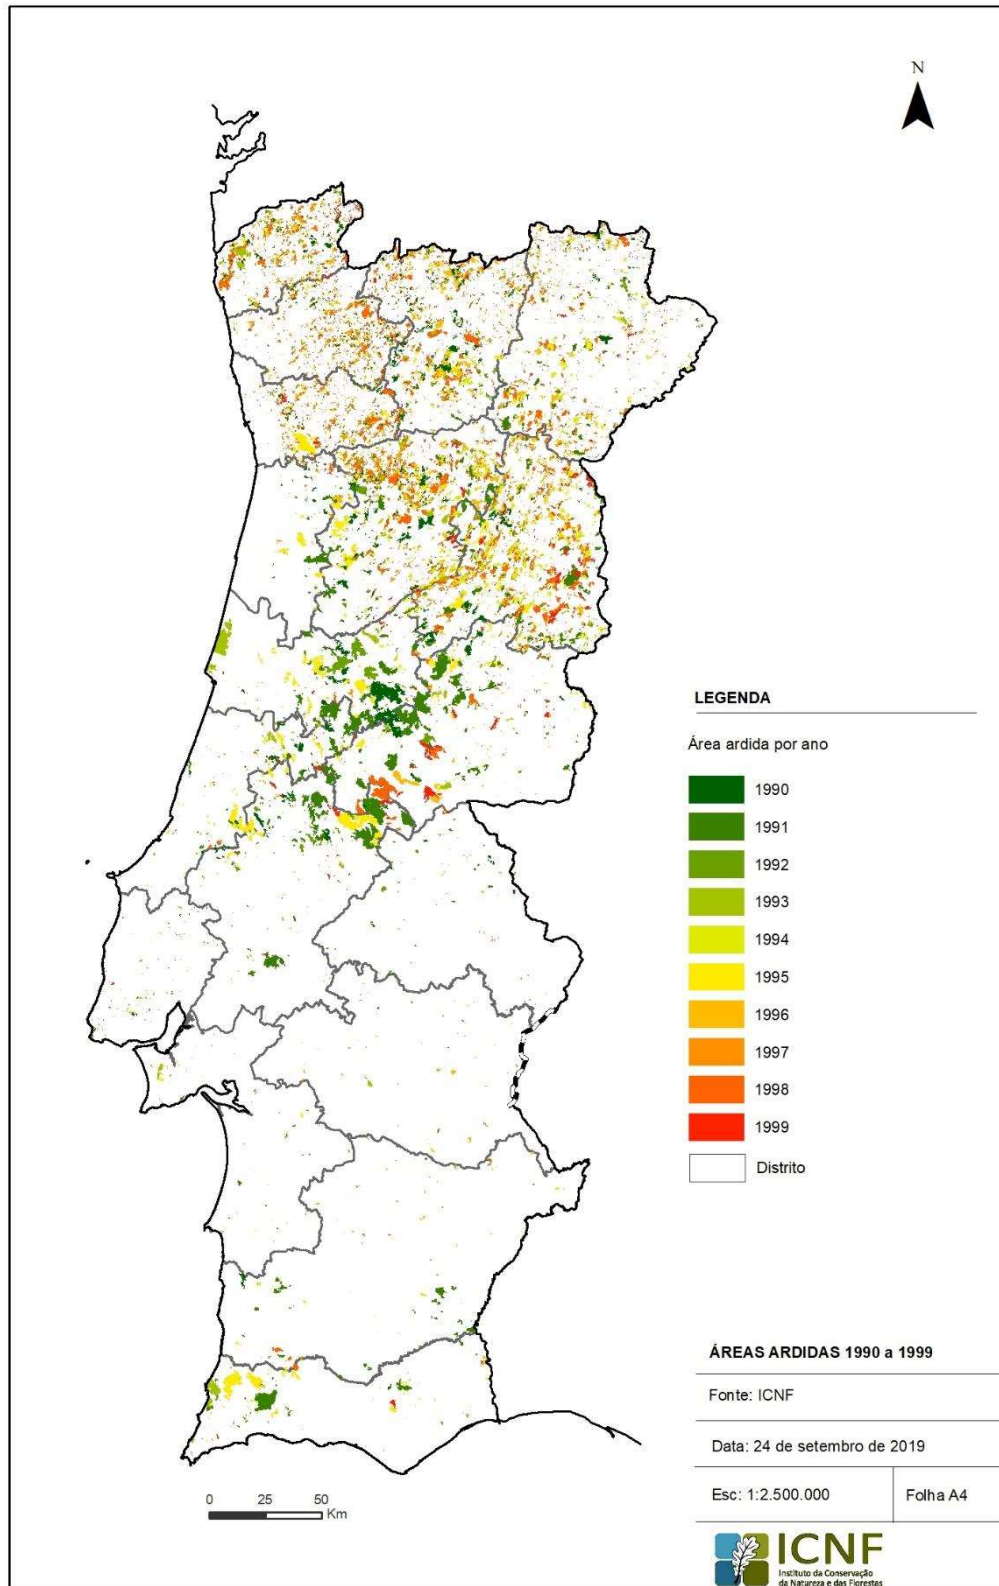 N
LEGENDA
Área ardida por ano
1990
1991
1992
1993
1994
1995
1996
1997
1998
1999
Distrito
ÁREAS ARDIDAS 1990 a 1999
Fonte: ICNF
Data: 24 de setembro de 2019
Esc: 1:2.500.000
Folha A4
0 25 50
Km
ICNF
Instituto da Conservação
da Natureza e das Florestas